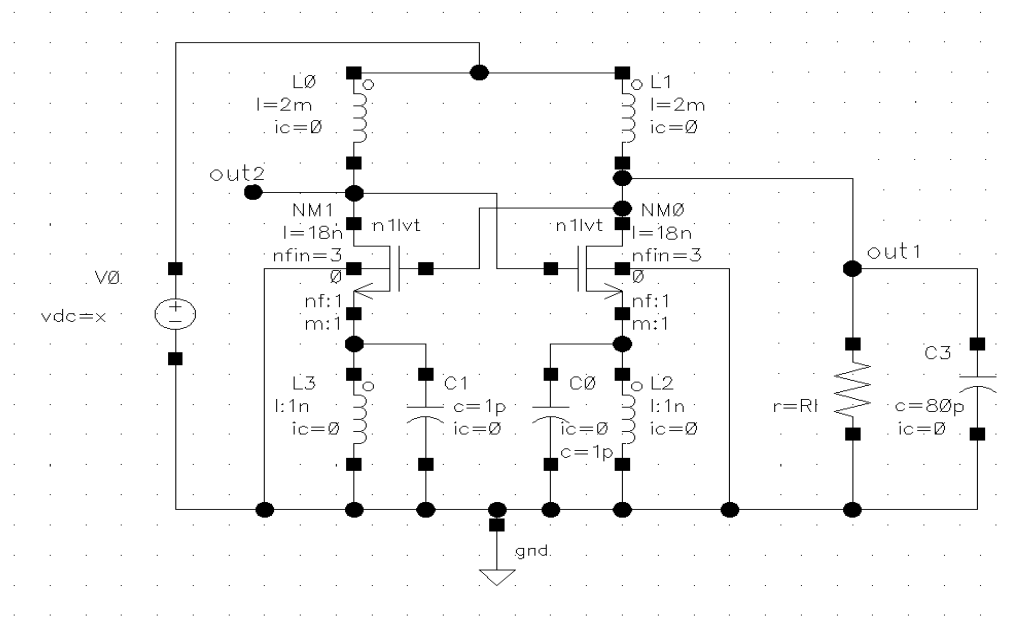 L0
l=2m
ic=0
L1
l=2m
ic=0
out2
NM1
l=18n
nfin=3
0
nf:1
m:1
n1lvt
n1lvt
NM0
l=18n
nfin=3
0
nf:1
m:1
out1
V0
vdc=x
+
−
L3
l:1n
ic=0
C1
c=1p
ic=0
C0
ic=0
c=1p
L2
l:1n
ic=0
r=Rl
C3
c=80p
ic=0
gnd